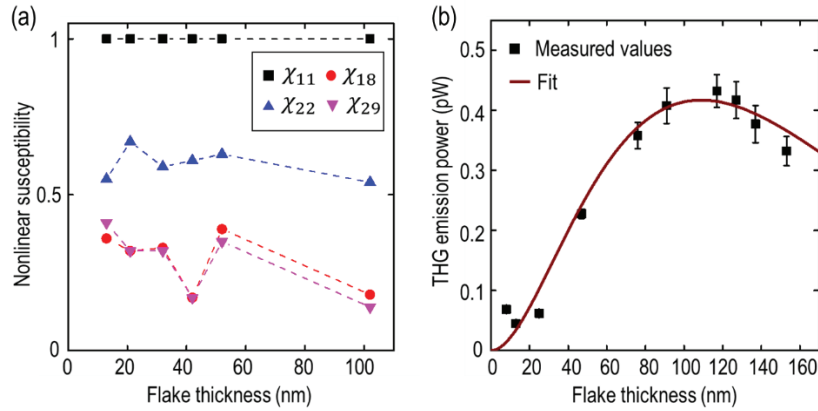 (a)
1
0.5
0
Nonlinear susceptibility
χ11
χ18
χ22
χ29
0 20 40 60 80 100
Flake thickness (nm)
(b)
0.5
0.4
0.3
0.2
0.1
0
THG emission power (pW)
Measured values
Fit
0 20 40 60 80 100 120 140 160
Flake thickness (nm)